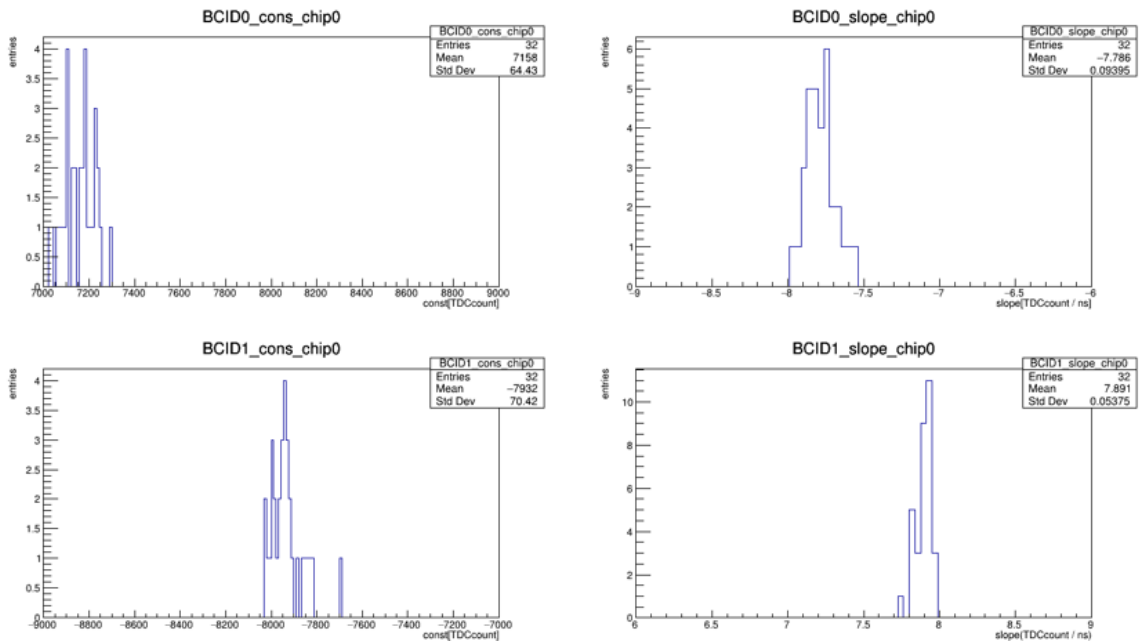 BCID0_cons_chip0
BCID0_cons_chip0
Entries 32
Mean 7158
Std Dev 64.43
entries
4
3.5
3
2.5
2
1.5
1
0.5
0
7000 7200 7400 7600 7800 8000 8200 8400 8600 8800 9000
const[TDCcount]
BCID0_slope_chip0
BCID0_slope_chip0
Entries 32
Mean −7.786
Std Dev 0.09395
entries
6
5
4
3
2
1
0
−9 −8.5 −8 −7.5 −7 −6.5 −6
slope[TDCcount / ns]
BCID1_cons_chip0
BCID1_cons_chip0
Entries 32
Mean −7932
Std Dev 70.42
entries
4
3.5
3
2.5
2
1.5
1
0.5
0
−9000 −8800 −8600 −8400 −8200 −8000 −7800 −7600 −7400 −7200 −7000
const[TDCcount]
BCID1_slope_chip0
BCID1_slope_chip0
Entries 32
Mean 7.891
Std Dev 0.05375
entries
10
8
6
4
2
0
6 6.5 7 7.5 8 8.5 9
slope(TDCcount / ns)